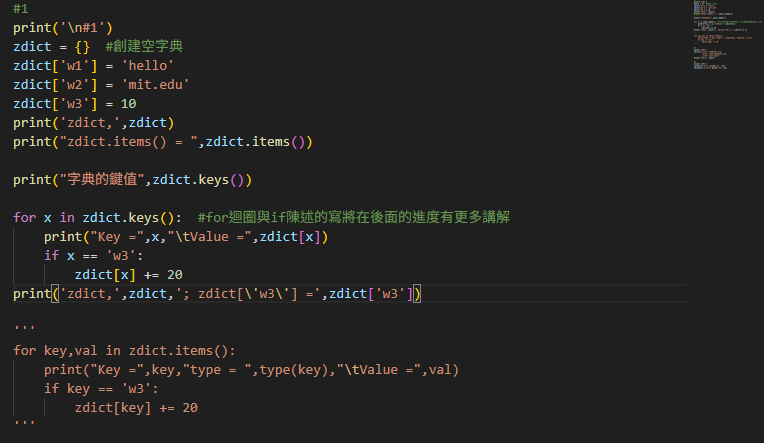 #1
print('\n#1')
zdict = {}  #創建空字典
zdict['w1'] = 'hello'
zdict['w2'] = 'mit.edu'
zdict['w3'] = 10
print('zdict,',zdict)
print("zdict.items() = ",zdict.items())
print("字典的鍵值",zdict.keys())
for x in zdict.keys():  #for迴圈與if陳述的寫將在後面的進度有更多講解
    print("Key =",x,"\tValue =",zdict[x])
    if x == 'w3':
        zdict[x] += 20
print('zdict,',zdict,'; zdict[\'w3\'] =',zdict['w3'])
'''
for key,val in zdict.items():
    print("Key =",key,"type = ",type(key),"\tValue =",val)
    if key == 'w3':
        zdict[key] += 20
'''